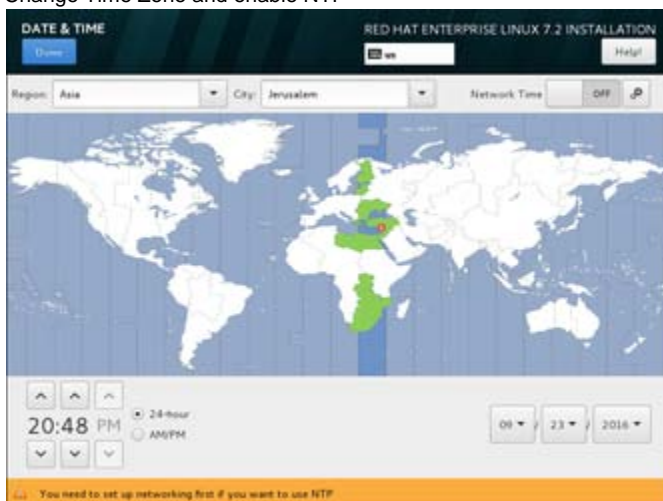 Change Time Zone and enable NTP
DATE & TIME
RED HAT ENTERPRISE LINUX 7.2 INSTALLATION
Done
us
Help!
Region: Asia
City: Jerusalem
Network Time
OFF
20:48 PM
24-hour
AM/PM
09 / 23 / 2016
You need to set up networking first if you want to use NTP